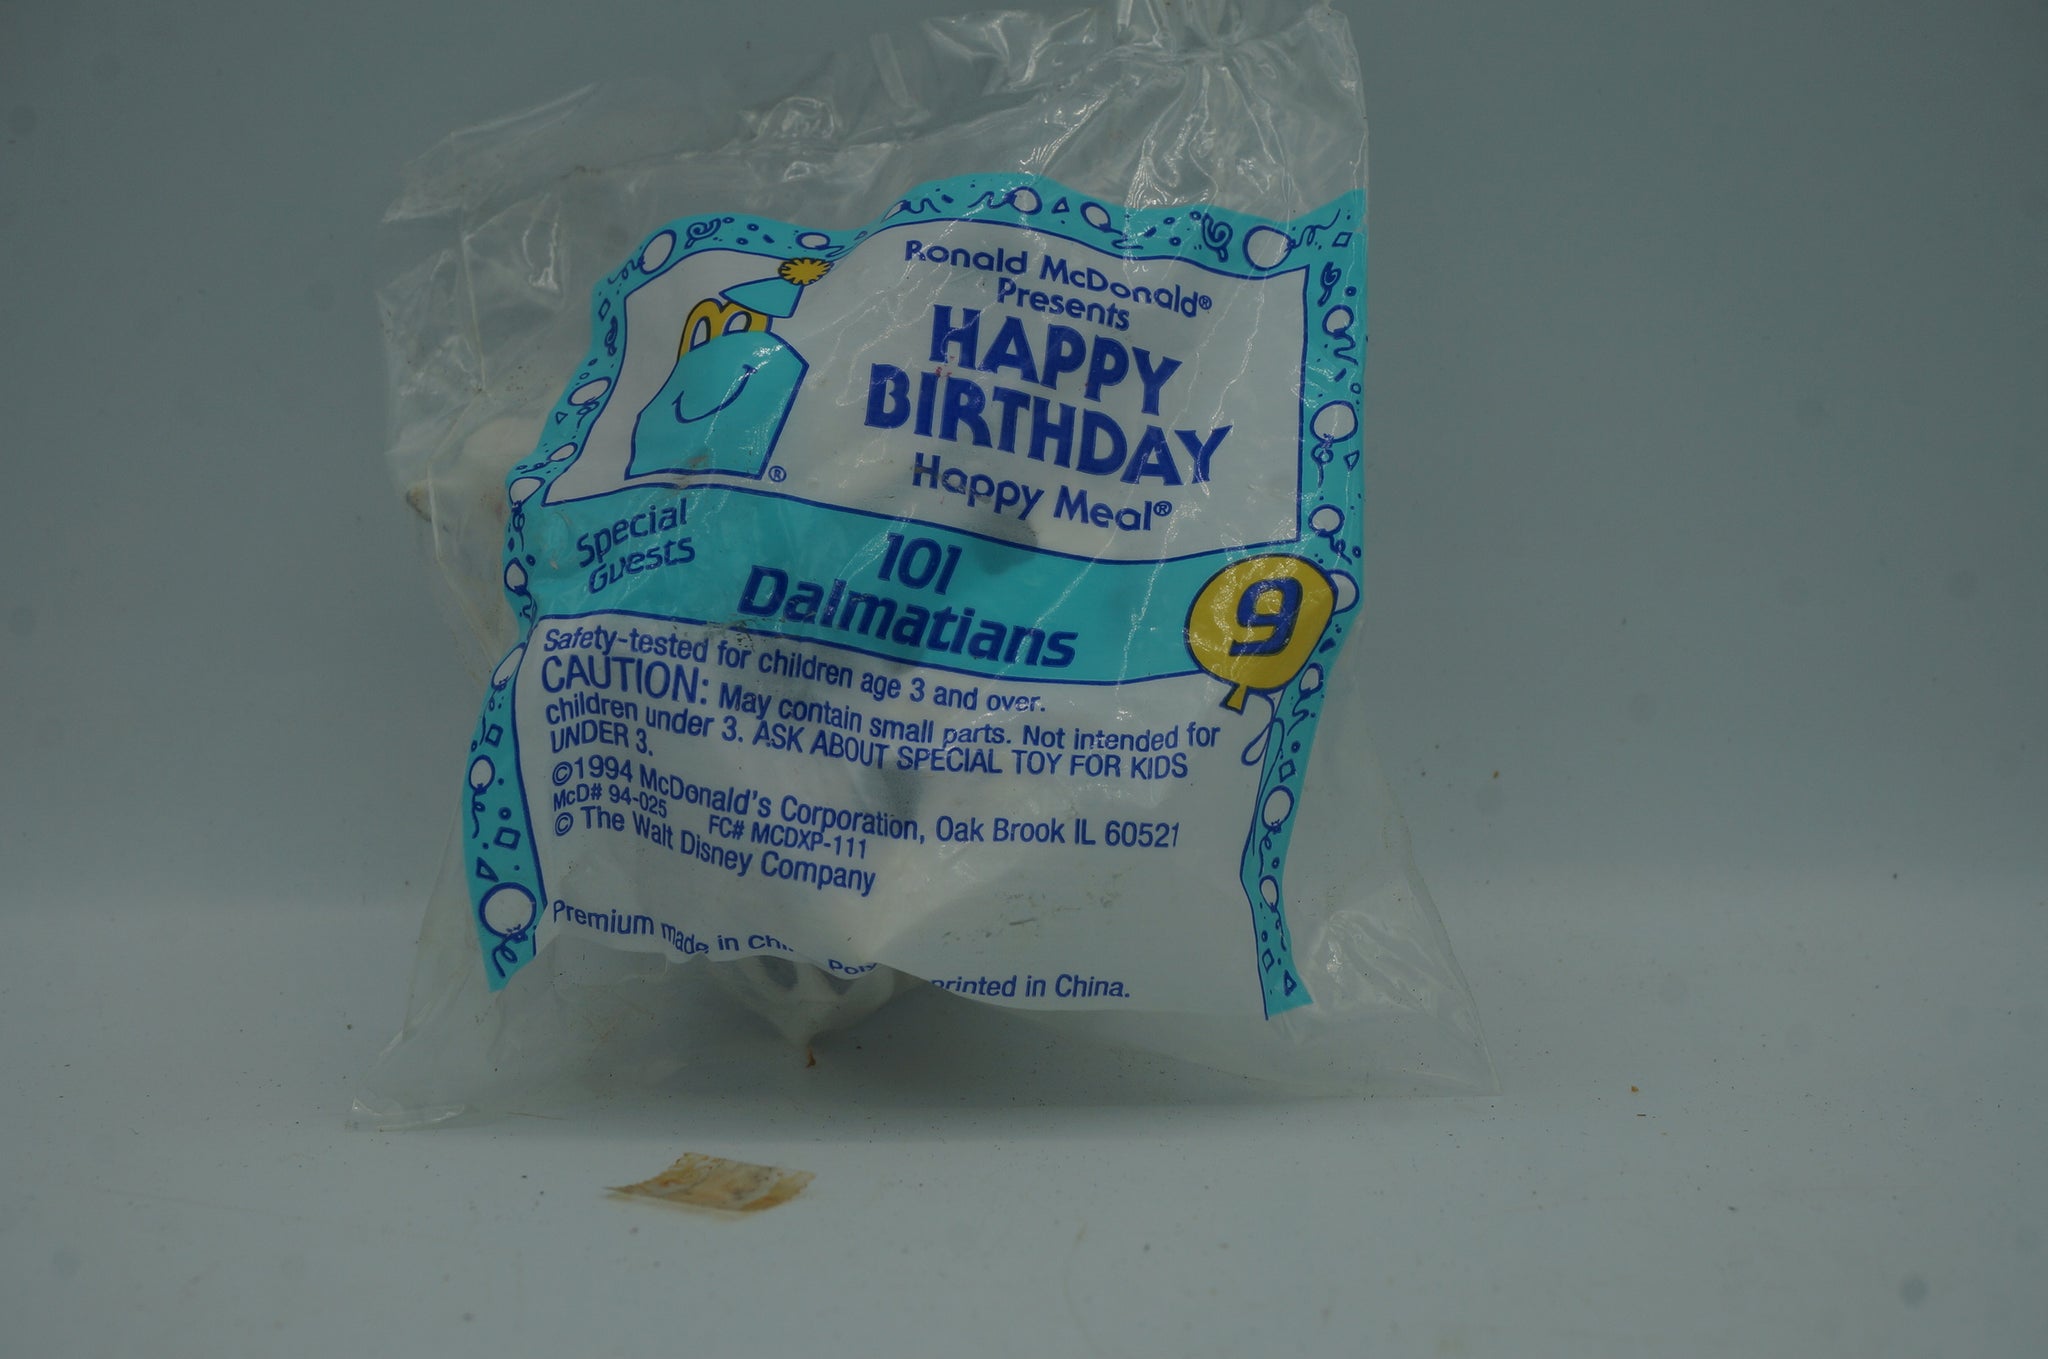 Ronald McDonald®
Presents
HAPPY
BIRTHDAY
Happy Meal®
®
Special
Guests
101
Dalmatians
9
Safety-tested for children age 3 and over.
CAUTION: May contain small parts. Not intended for
children under 3. ASK ABOUT SPECIAL TOY FOR KIDS
UNDER 3.
©1994 McDonald's Corporation, Oak Brook IL 60521
McD# 94-025 FC# MCDXP-111
© The Walt Disney Company
Premium made in printed in China.